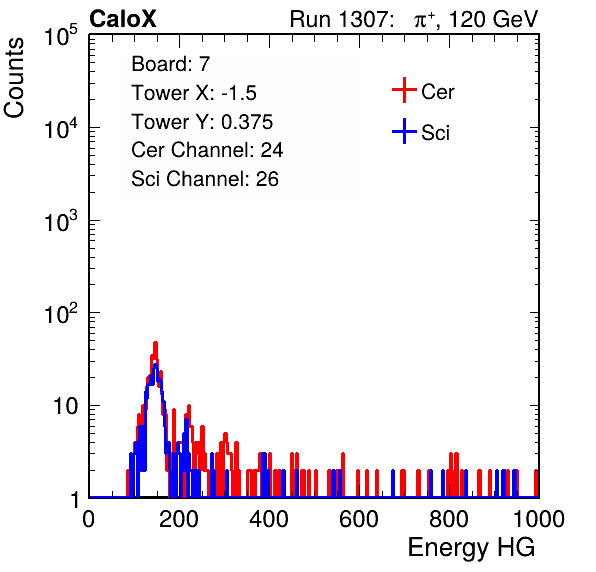 CaloX Run 1307: π⁺, 120 GeV
Counts
10⁵
10⁴
10³
10²
10
1
Board: 7
Tower X: -1.5
Tower Y: 0.375
Cer Channel: 24
Sci Channel: 26
Cer
Sci
0 200 400 600 800 1000
Energy HG